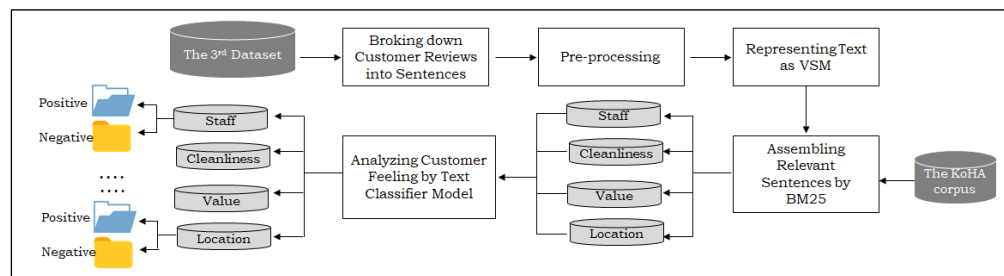 The 3rd Dataset
Broking down
Customer Reviews
into Sentences
Pre-processing
Representing Text
as VSM
Positive
Negative
....
....
Positive
Negative
Staff
Cleanliness
Value
Location
Analyzing Customer
Feeling by Text
Classifier Model
Staff
Cleanliness
Value
Location
Assembling
Relevant
Sentences by
BM25
The KoHA
corpus